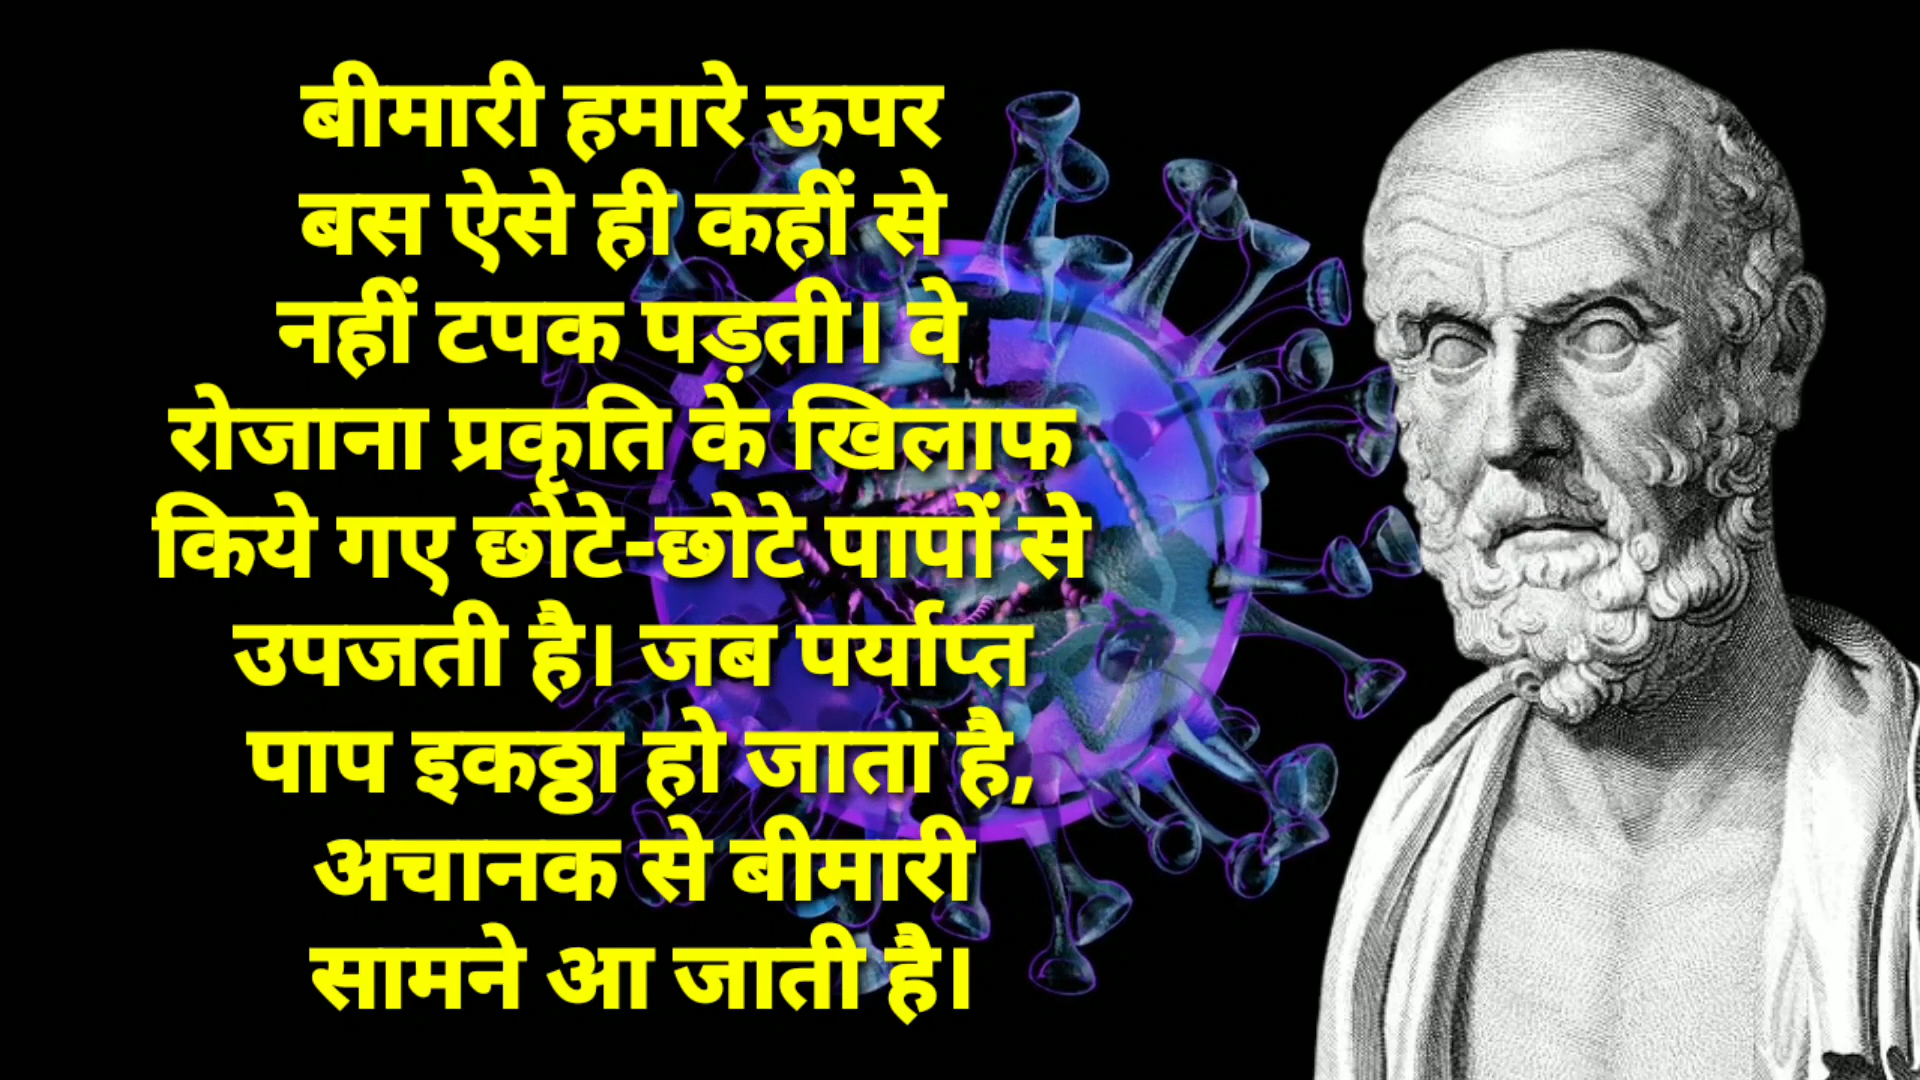 बीमारी हमारे ऊपर
बस ऐसे ही कहीं से
नहीं टपक पड़ती। वे
रोजाना प्रकृति के खिलाफ
किये गए छोटे-छोटे पापों से
उपजती है। जब पर्याप्त
पाप इकठ्ठा हो जाता है,
अचानक से बीमारी
सामने आ जाती है।